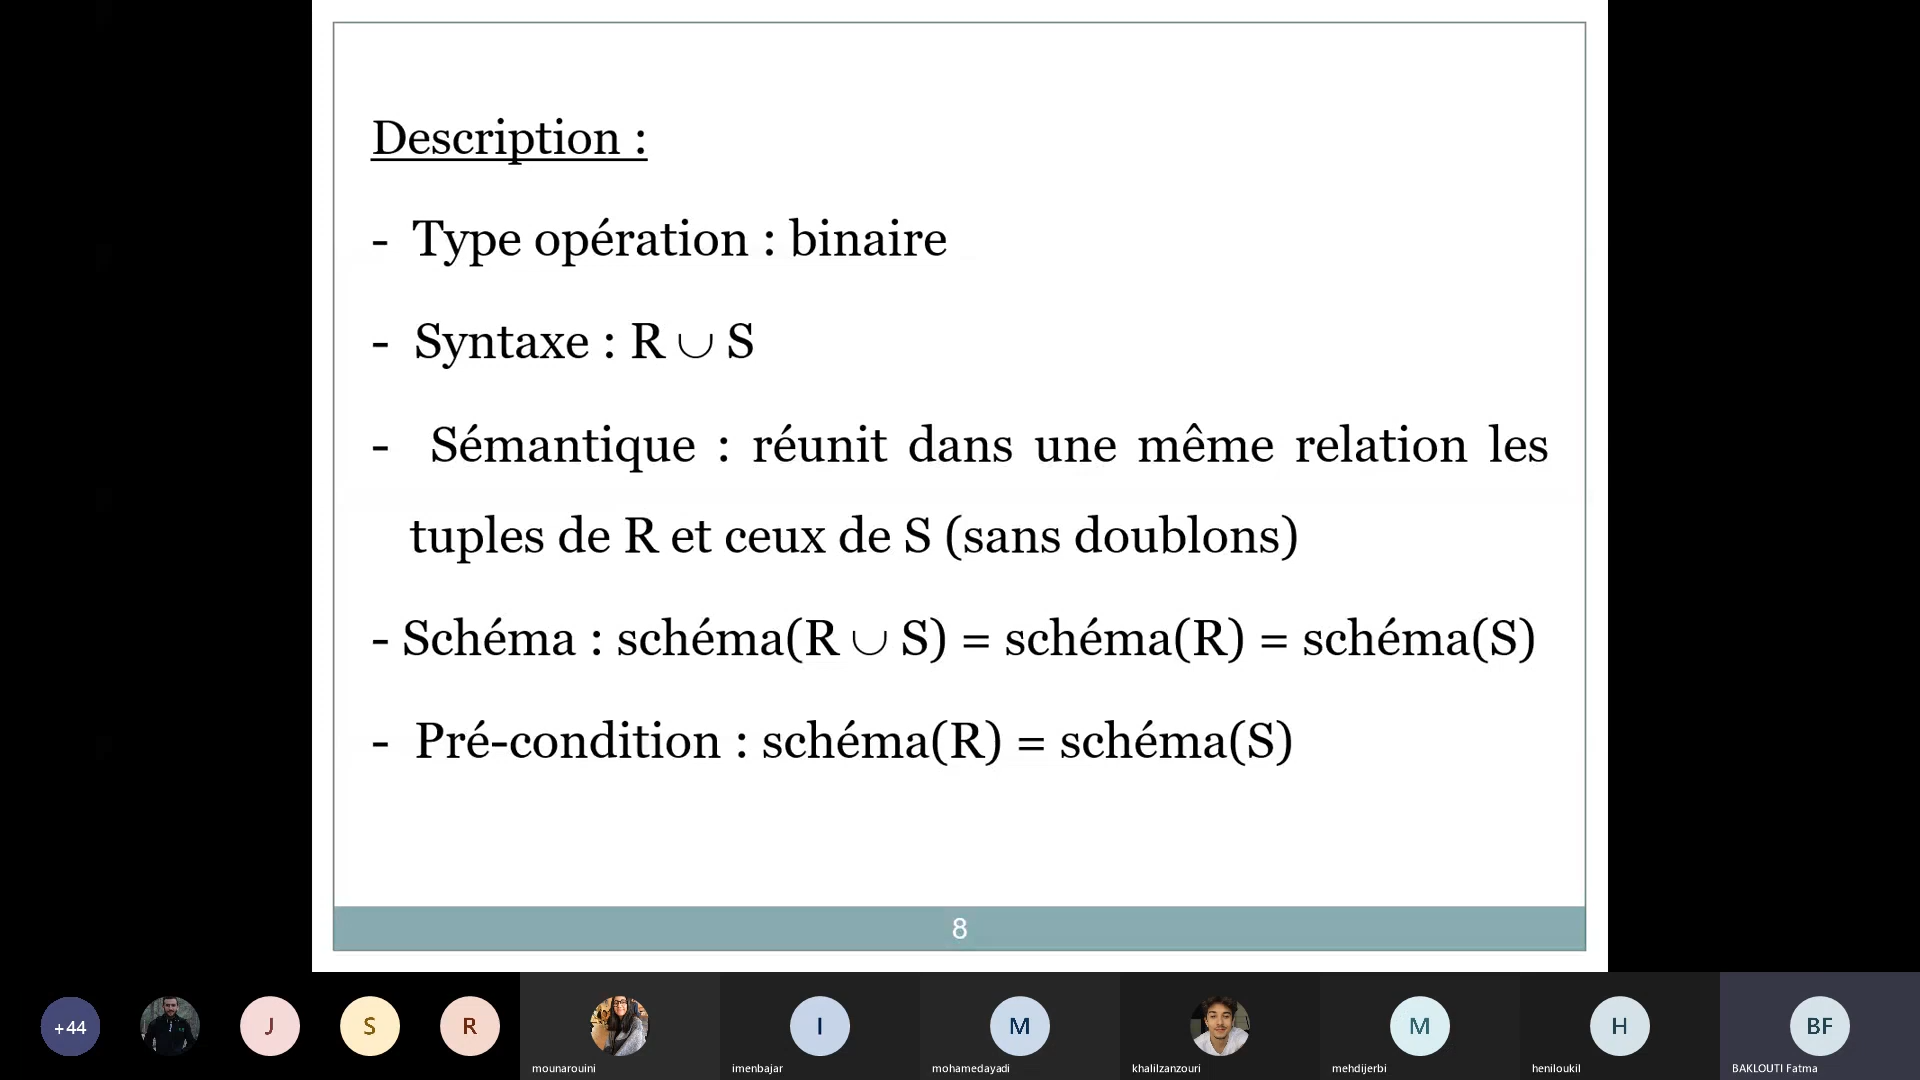 Description :
- Type opération : binaire
- Syntaxe : R ∪ S
- Sémantique : réunit dans une même relation les
tuples de R et ceux de S (sans doublons)
- Schéma : schéma(R ∪ S) = schéma(R) = schéma(S)
- Pré-condition : schéma(R) = schéma(S)
8
+44
J
S
R
I
M
M
H
BF
mounarouini
imenbajar
mohamedayadi
khalilzanzouri
mehdijerbi
heniloukil
BAKLOUTI Fatma